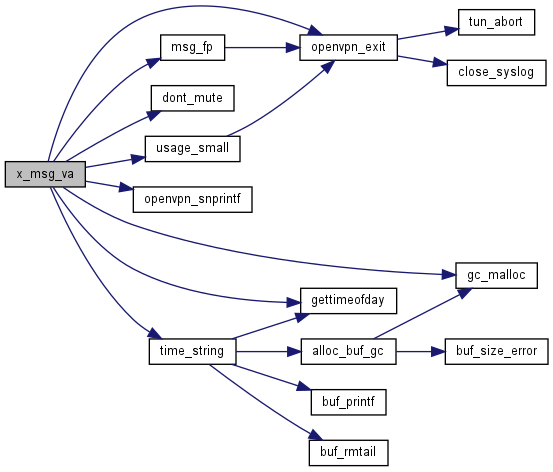 tun_abort
msg_fp
openvpn_exit
close_syslog
dont_mute
usage_small
x_msg_va
openvpn_snprintf
gc_malloc
gettimeofday
time_string
alloc_buf_gc
buf_size_error
buf_printf
buf_rmtail